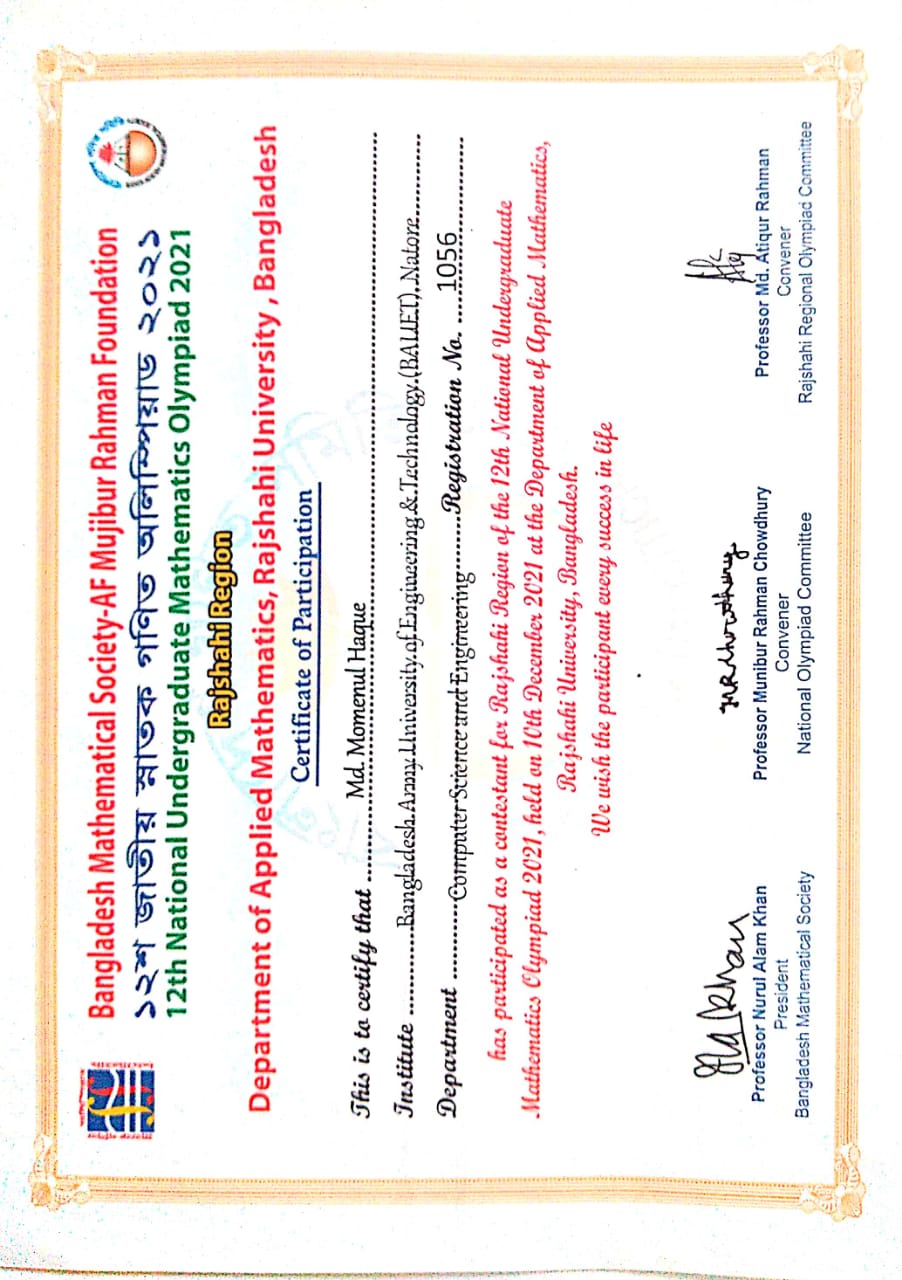 Bangladesh Mathematical Society-AF Mujibur Rahman Foundation
১২শ জাতীয় স্নাতক গণিত অলিম্পিয়াড ২০২১
12th National Undergraduate Mathematics Olympiad 2021
Rajshahi Region
Department of Applied Mathematics, Rajshahi University , Bangladesh
Certificate of Participation
This is to certify that ........ Md. Momenul Haque ........
Institute ........ Bangladesh Army University of Engineering & Technology (BAUET), Natore ........
Department ........ Computer Science and Engineering ........ Registration No. .... 1056 ........
has participated as a contestant for Rajshahi Region of the 12th National Undergraduate
Mathematics Olympiad 2021, held on 10th December 2021 at the Department of Applied Mathematics,
Rajshahi University, Bangladesh.
We wish the participant every success in life
Professor Nurul Alam Khan
President
Bangladesh Mathematical Society
Professor Munibur Rahman Chowdhury
Convener
National Olympiad Committee
Professor Md. Atiqur Rahman
Convener
Rajshahi Regional Olympiad Committee